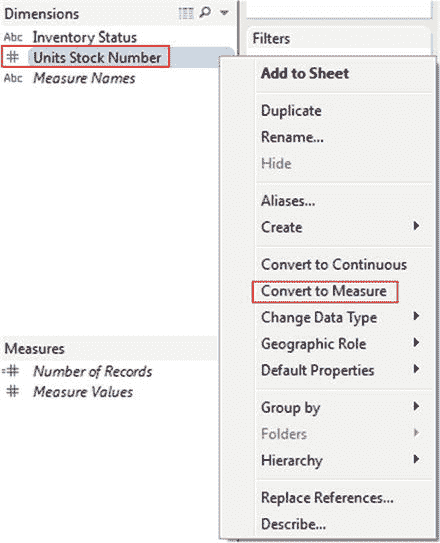 Dimensions
Abc Inventory Status
# Units Stock Number
Abc Measure Names
Measures
=# Number of Records
# Measure Values
Filters
Add to Sheet
Duplicate
Rename...
Hide
Aliases...
Create
Convert to Continuous
Convert to Measure
Change Data Type
Geographic Role
Default Properties
Group by
Folders
Hierarchy
Replace References...
Describe...